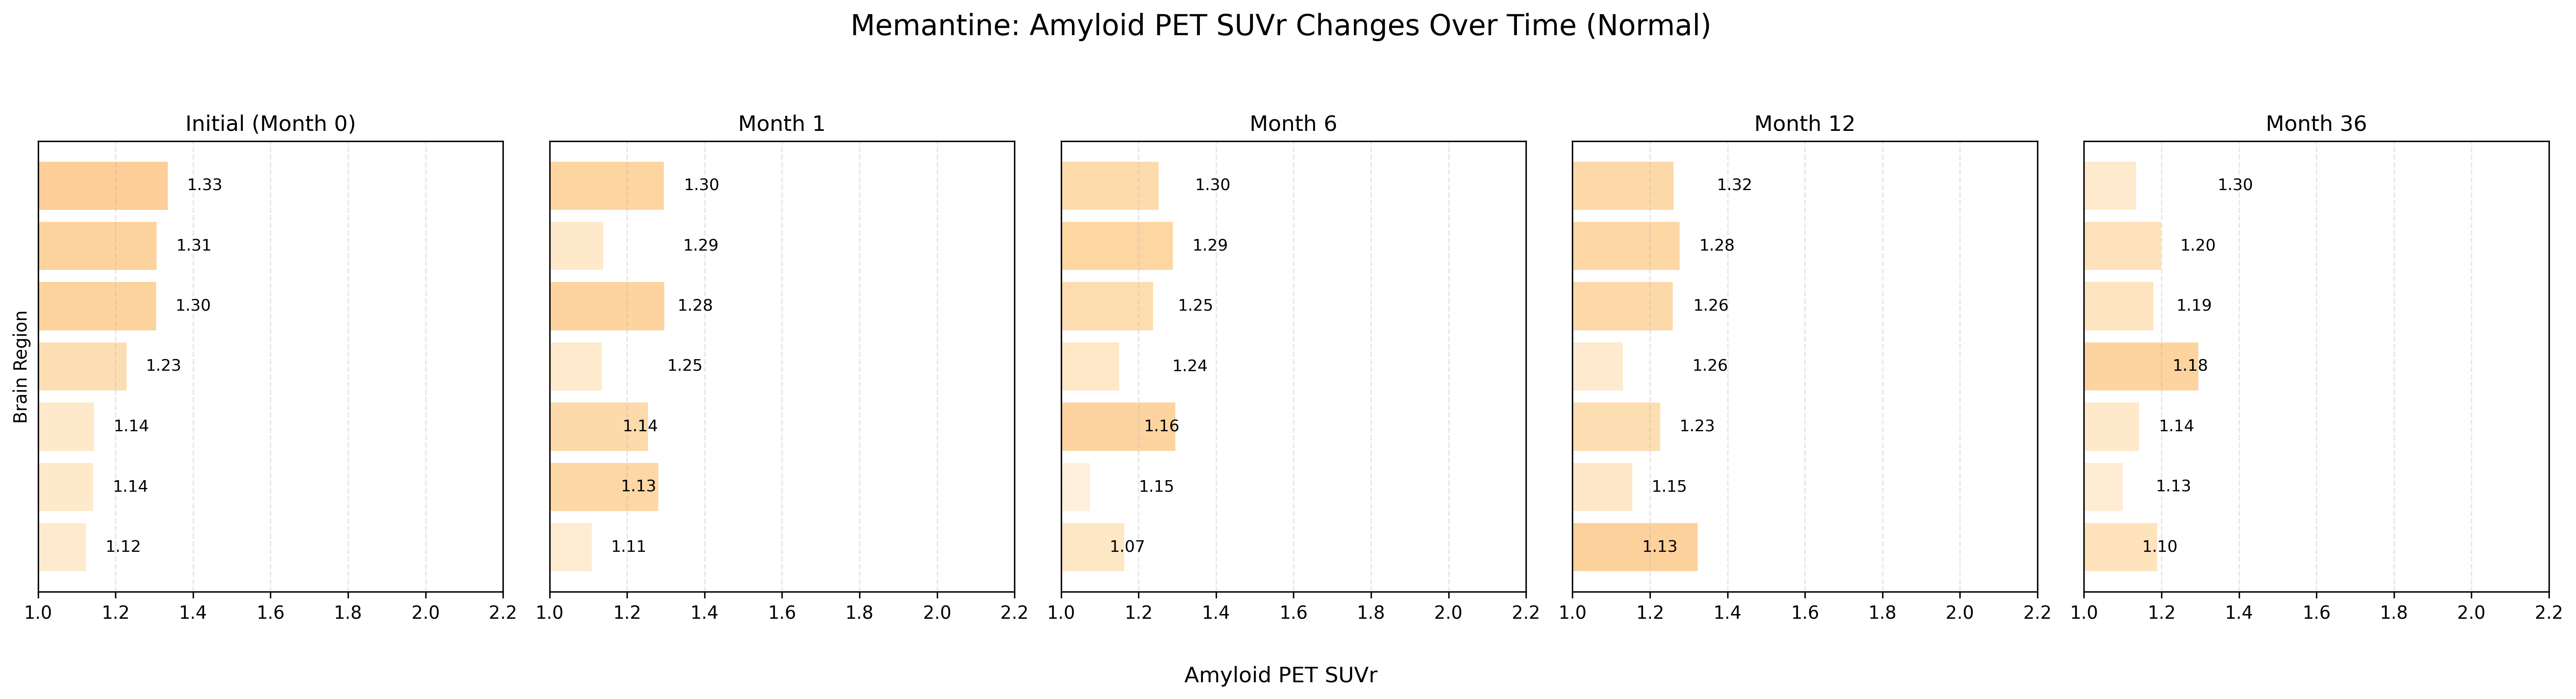 Memantine: Amyloid PET SUVr Changes Over Time (Normal)
Brain Region
Initial (Month 0)
1.33
1.31
1.30
1.23
1.14
1.14
1.12
1.0 1.2 1.4 1.6 1.8 2.0 2.2
Month 1
1.30
1.29
1.28
1.25
1.14
1.13
1.11
1.0 1.2 1.4 1.6 1.8 2.0 2.2
Month 6
1.30
1.29
1.25
1.24
1.16
1.15
1.07
1.0 1.2 1.4 1.6 1.8 2.0 2.2
Month 12
1.32
1.28
1.26
1.26
1.23
1.15
1.13
1.0 1.2 1.4 1.6 1.8 2.0 2.2
Month 36
1.30
1.20
1.19
1.18
1.14
1.13
1.10
1.0 1.2 1.4 1.6 1.8 2.0 2.2
Amyloid PET SUVr